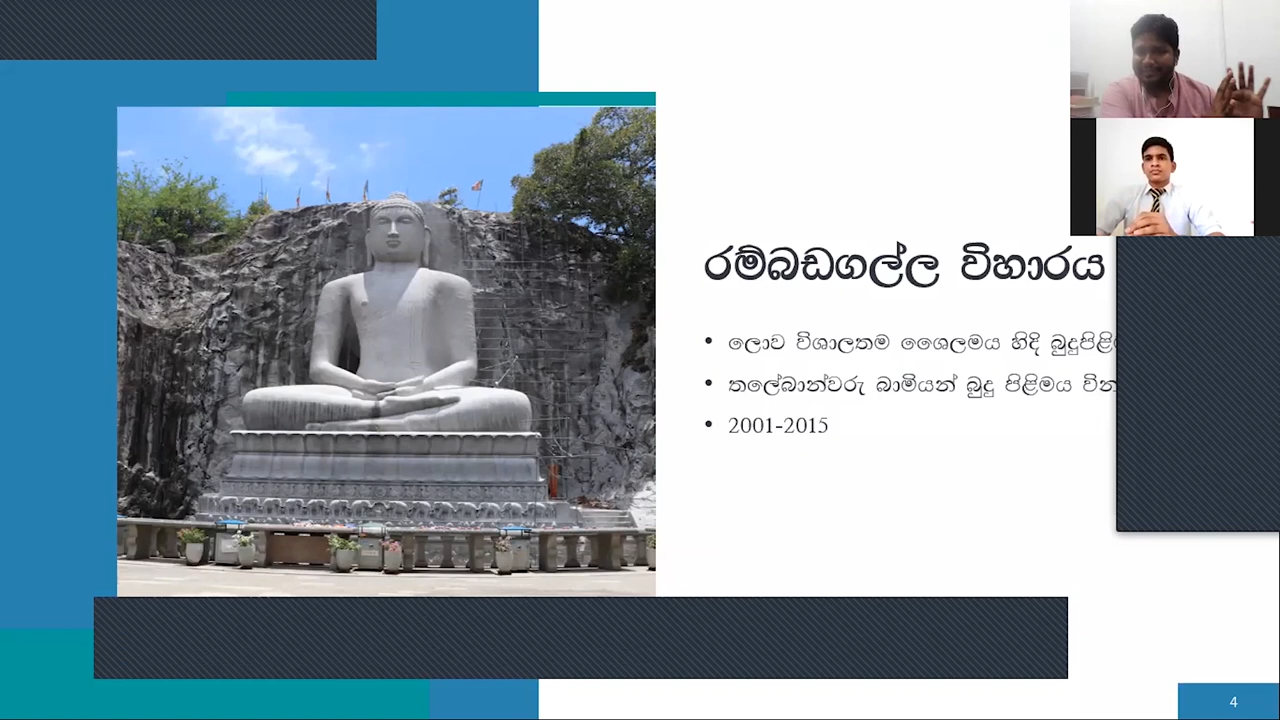 රම්බඩගල්ල විහාරය
• ලොව විශාලතම ශෛලමය හිඳි
• තලේබාන්වරු බාමියන් බුදු පිළිමය
• 2001-2015
4